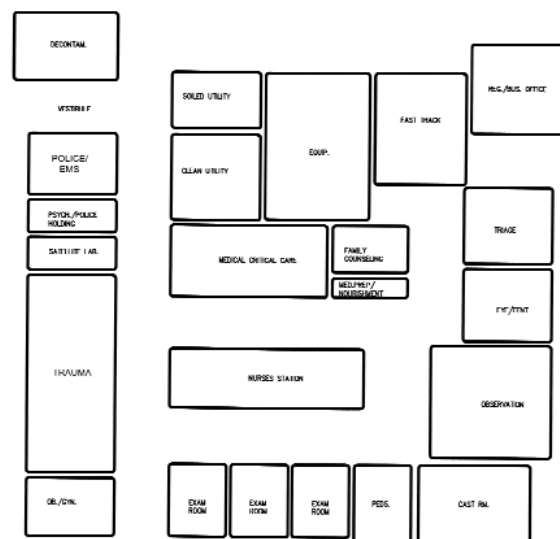 DECONTAM.
VESTIBULE
POLICE/
EMS
PSYCH./POLICE
HOLDING
SATELLITE LAB.
TRAUMA
OB./GYN.
SOILED UTILITY
CLEAN UTILITY
EQUIP.
FAST TRACK
REG./BUS. OFFICE
MEDICAL CRITICAL CARE
FAMILY
COUNSELING
MED.PREP/
NOURISHMENT
TRIAGE
EYE/ENT
NURSES STATION
OBSERVATION
EXAM
ROOM
EXAM
ROOM
EXAM
ROOM
PEDS.
CAST RM.